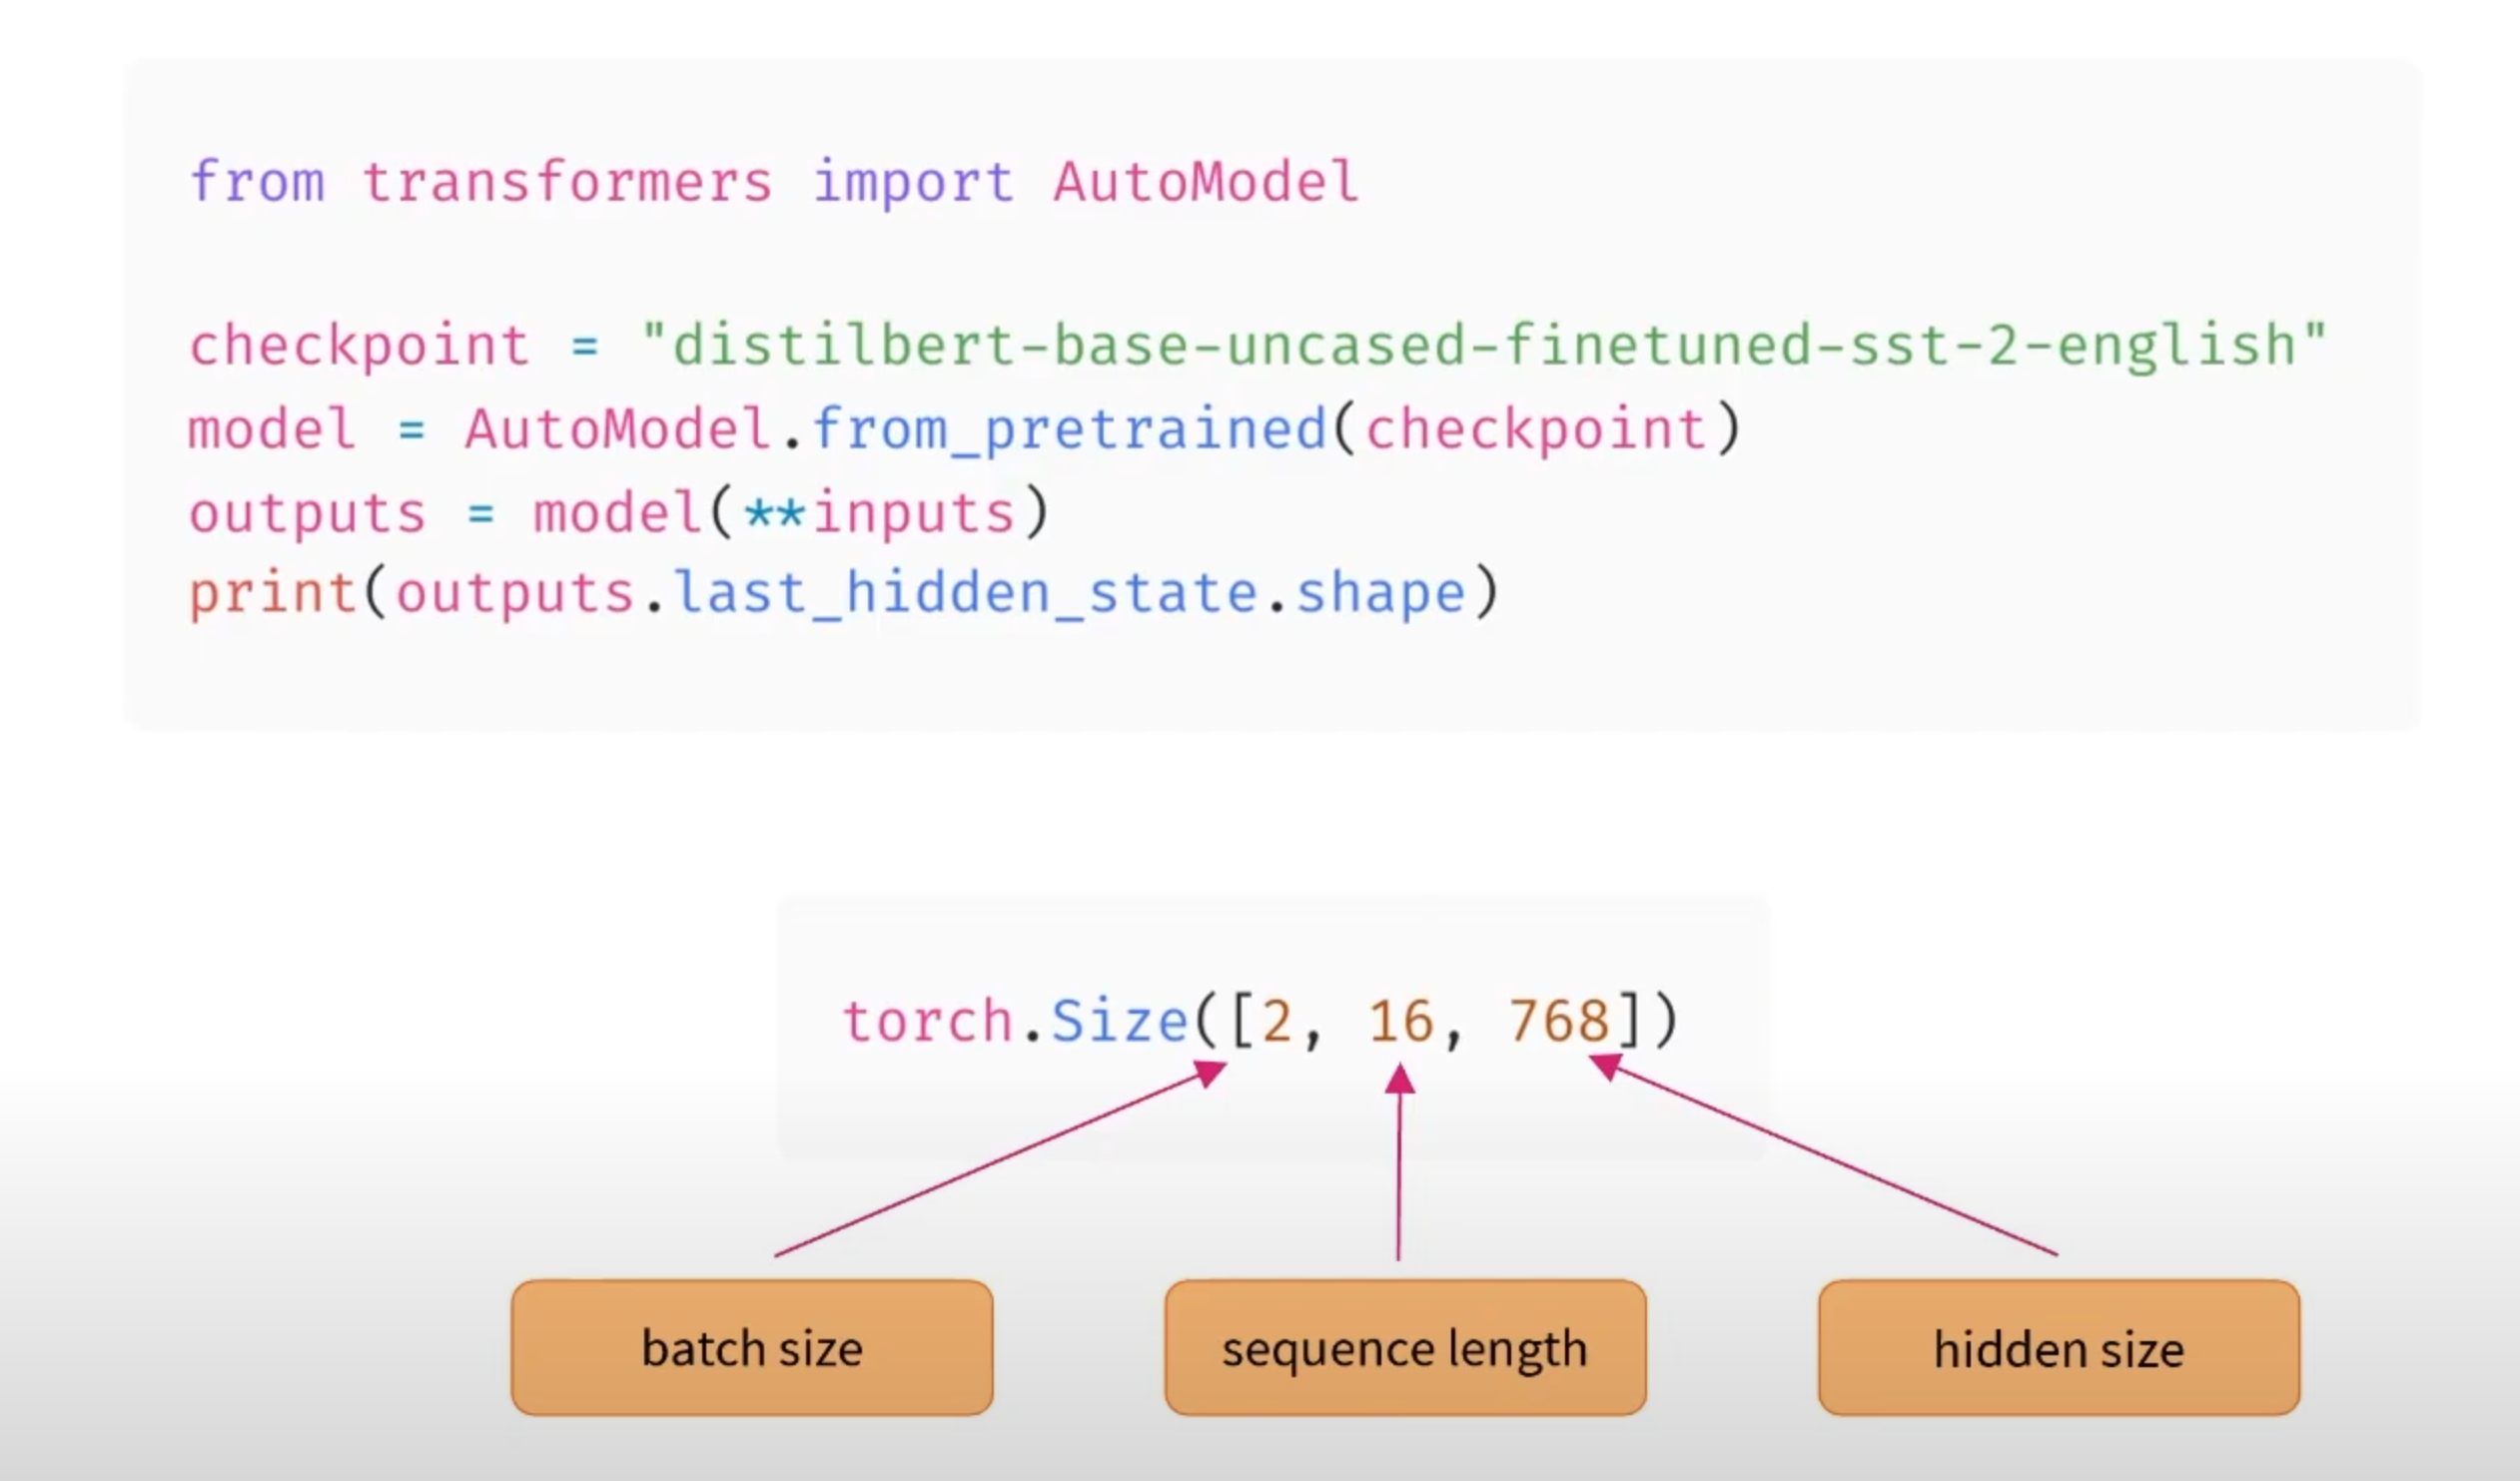 from transformers import AutoModel
checkpoint = "distilbert-base-uncased-finetuned-sst-2-english"
model = AutoModel.from_pretrained(checkpoint)
outputs = model(**inputs)
print(outputs.last_hidden_state.shape)
torch.Size([2, 16, 768])
batch size
sequence length
hidden size